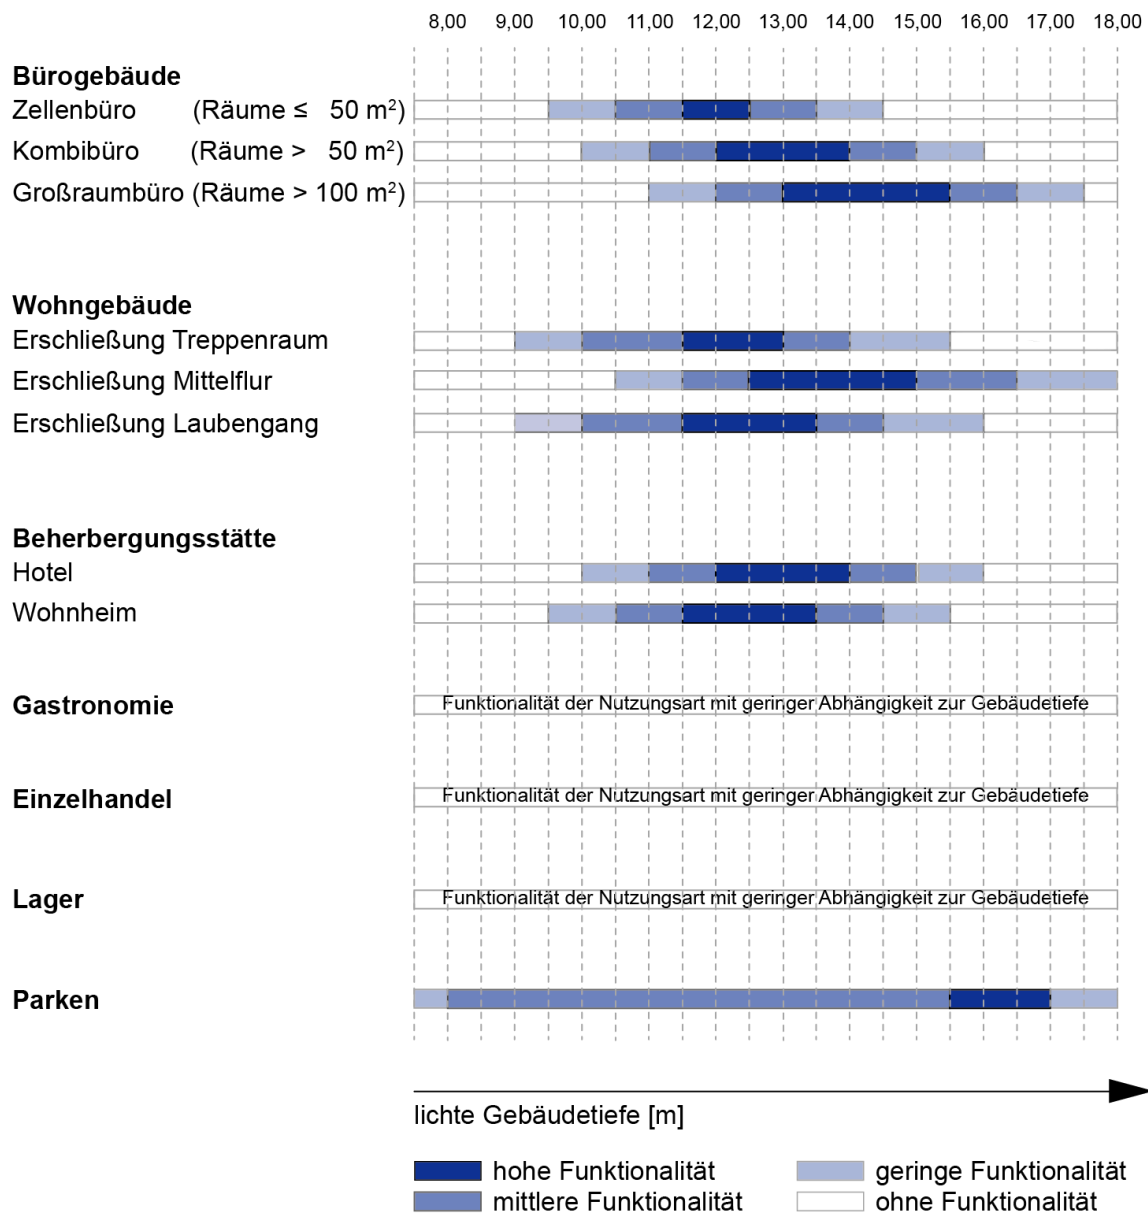 8,00 9,00 10,00 11,00 12,00 13,00 14,00 15,00 16,00 17,00 18,00
Bürogebäude
Zellenbüro (Räume ≤ 50 m²)
Kombibüro (Räume > 50 m²)
Großraumbüro (Räume > 100 m²)
Wohngebäude
Erschließung Treppenraum
Erschließung Mittelflur
Erschließung Laubengang
Beherbergungsstätte
Hotel
Wohnheim
Gastronomie Funktionalität der Nutzungsart mit geringer Abhängigkeit zur Gebäudetiefe
Einzelhandel Funktionalität der Nutzungsart mit geringer Abhängigkeit zur Gebäudetiefe
Lager Funktionalität der Nutzungsart mit geringer Abhängigkeit zur Gebäudetiefe
Parken
lichte Gebäudetiefe [m]
hohe Funktionalität geringe Funktionalität
mittlere Funktionalität ohne Funktionalität